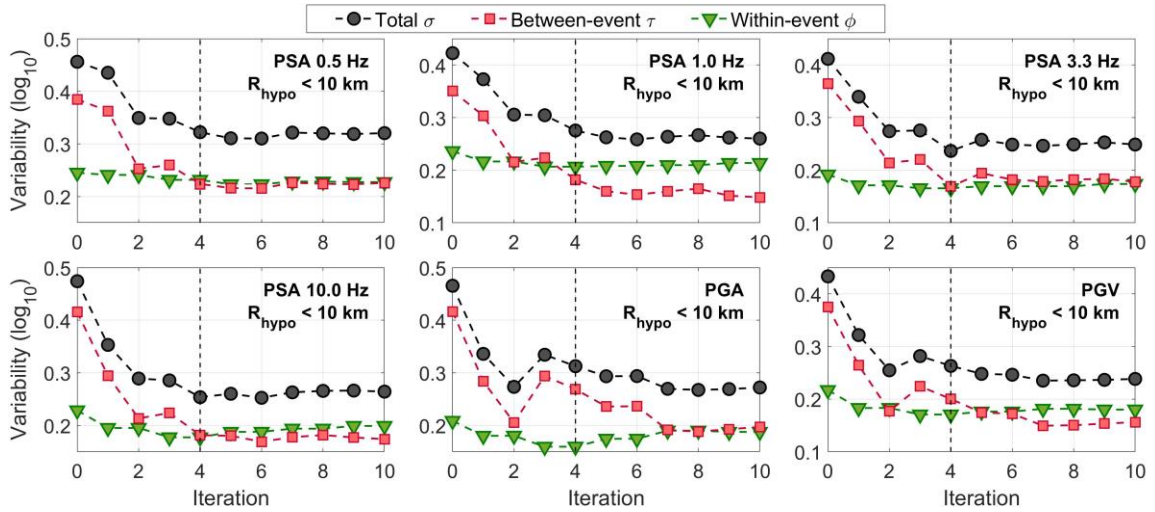 Total σ Between-event τ Within-event ϕ
Variability (log10)
0.5
0.4
0.3
0.2
PSA 0.5 Hz
Rhypo < 10 km
0 2 4 6 8 10
0.4
0.3
0.2
0.1
PSA 1.0 Hz
Rhypo < 10 km
0 2 4 6 8 10
0.4
0.3
0.2
0.1
PSA 3.3 Hz
Rhypo < 10 km
0 2 4 6 8 10
Variability (log10)
0.5
0.4
0.3
0.2
PSA 10.0 Hz
Rhypo < 10 km
0 2 4 6 8 10
Iteration
0.5
0.4
0.3
0.2
PGA
Rhypo < 10 km
0 2 4 6 8 10
Iteration
0.4
0.3
0.2
0.1
PGV
Rhypo < 10 km
0 2 4 6 8 10
Iteration